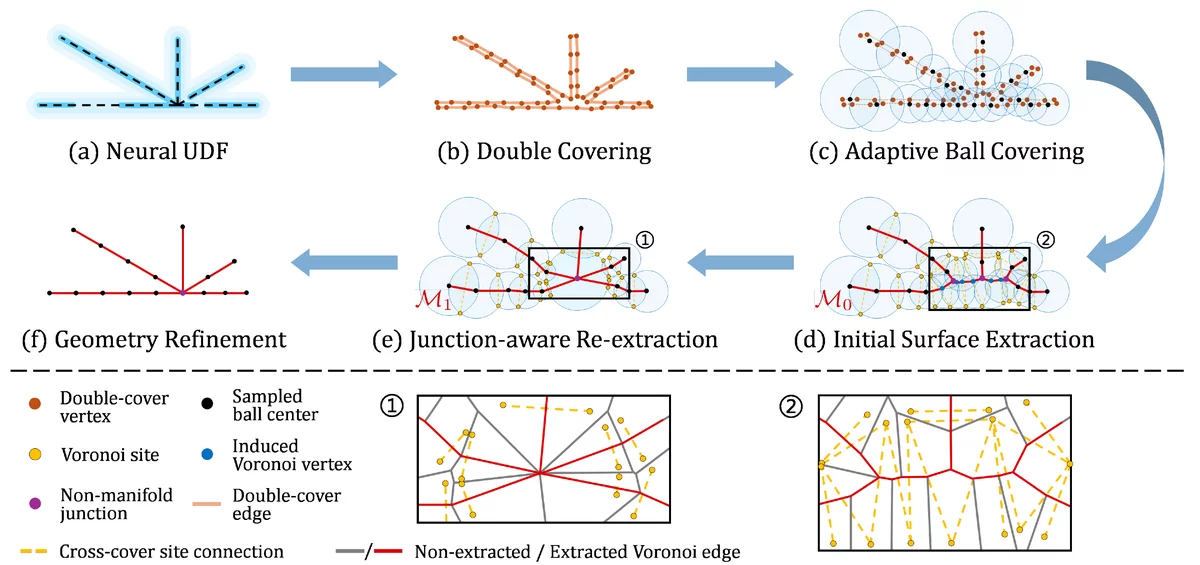 (a) Neural UDF
(b) Double Covering
(c) Adaptive Ball Covering
①
②
ℳ₁
ℳ₀
(f) Geometry Refinement
(e) Junction-aware Re-extraction
(d) Initial Surface Extraction
Double-cover
vertex
Sampled
ball center
Voronoi site
Induced
Voronoi vertex
Non-manifold
junction
Double-cover
edge
Cross-cover site connection
/
Non-extracted / Extracted Voronoi edge
①
②